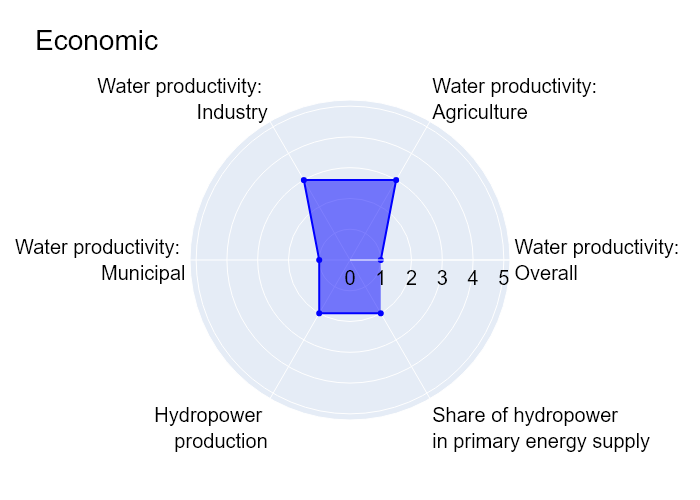 Economic
Water productivity:
Industry
Water productivity:
Agriculture
Water productivity:
Municipal
0 1 2 3 4 5
Water productivity:
Overall
Hydropower
production
Share of hydropower
in primary energy supply